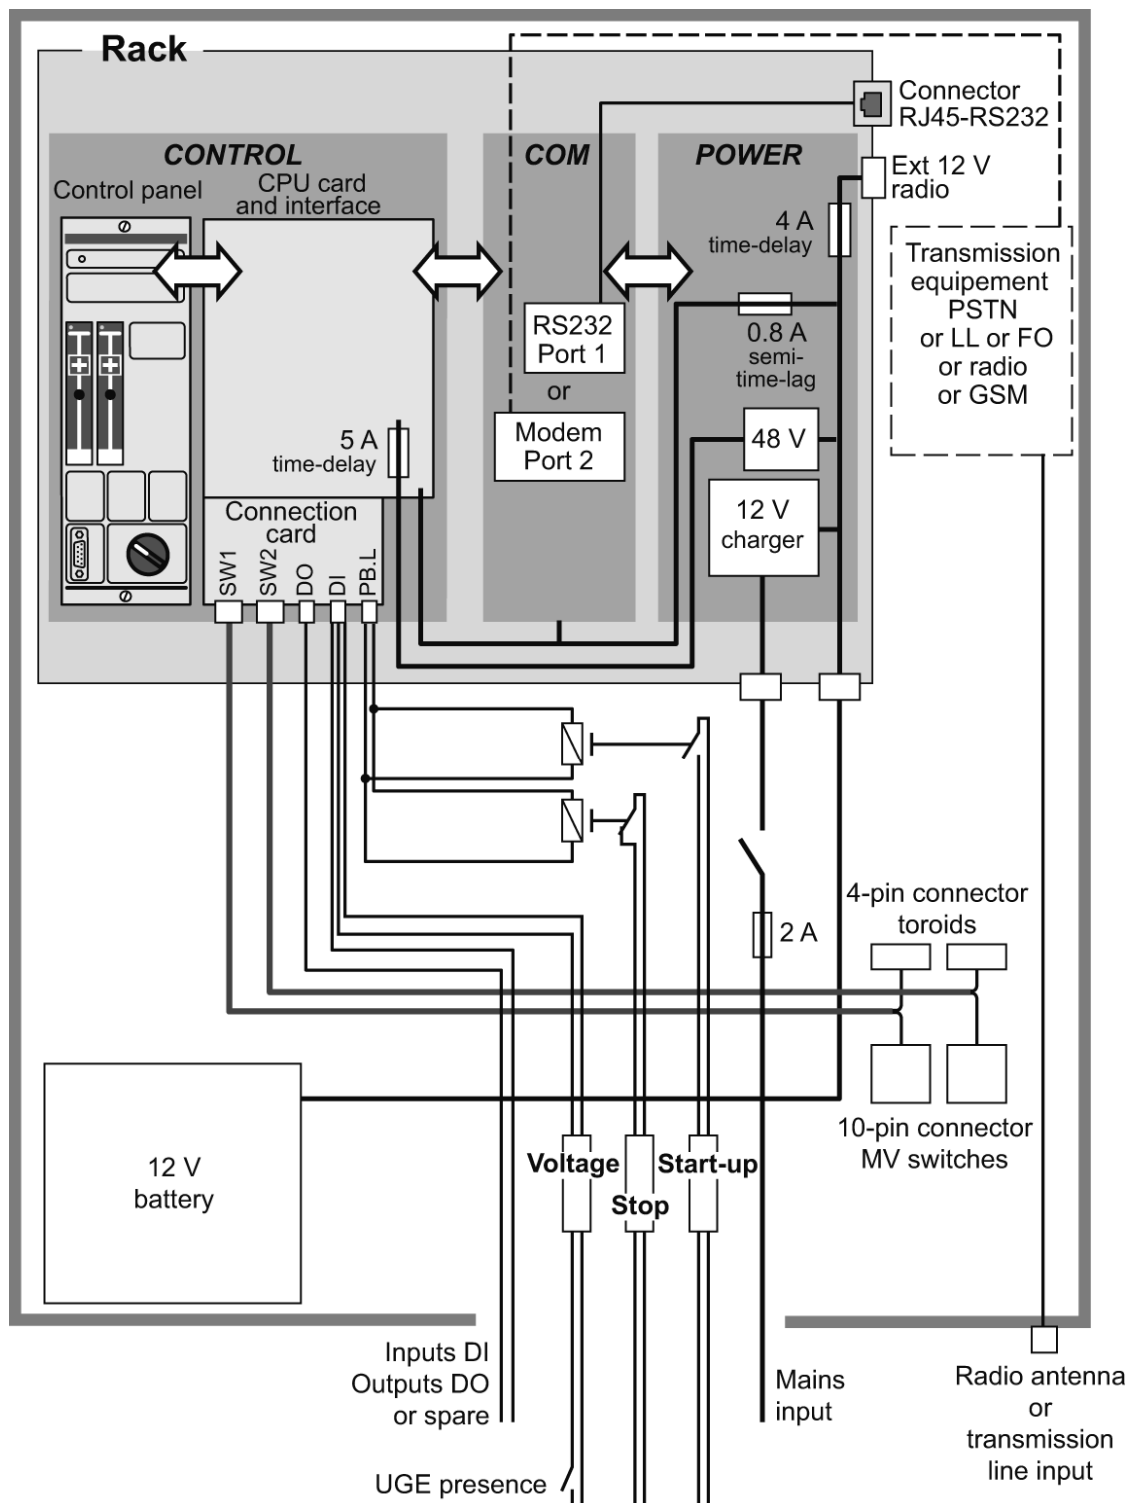 Rack
Connector
RJ45-RS232
CONTROL
COM
POWER
Control panel
CPU card
and interface
Ext 12 V
radio
4 A
time-delay
Transmission
equipement
PSTN
or LL or FO
or radio
or GSM
RS232
Port 1
or
Modem
Port 2
0.8 A
semi-
time-lag
5 A
time-delay
48 V
12 V
charger
Connection
card
SW1
SW2
DO
DI
PB.L
4-pin connector
toroids
2 A
10-pin connector
MV switches
12 V
battery
Voltage
Stop
Start-up
Inputs DI
Outputs DO
or spare
Mains
input
Radio antenna
or
transmission
line input
UGE presence